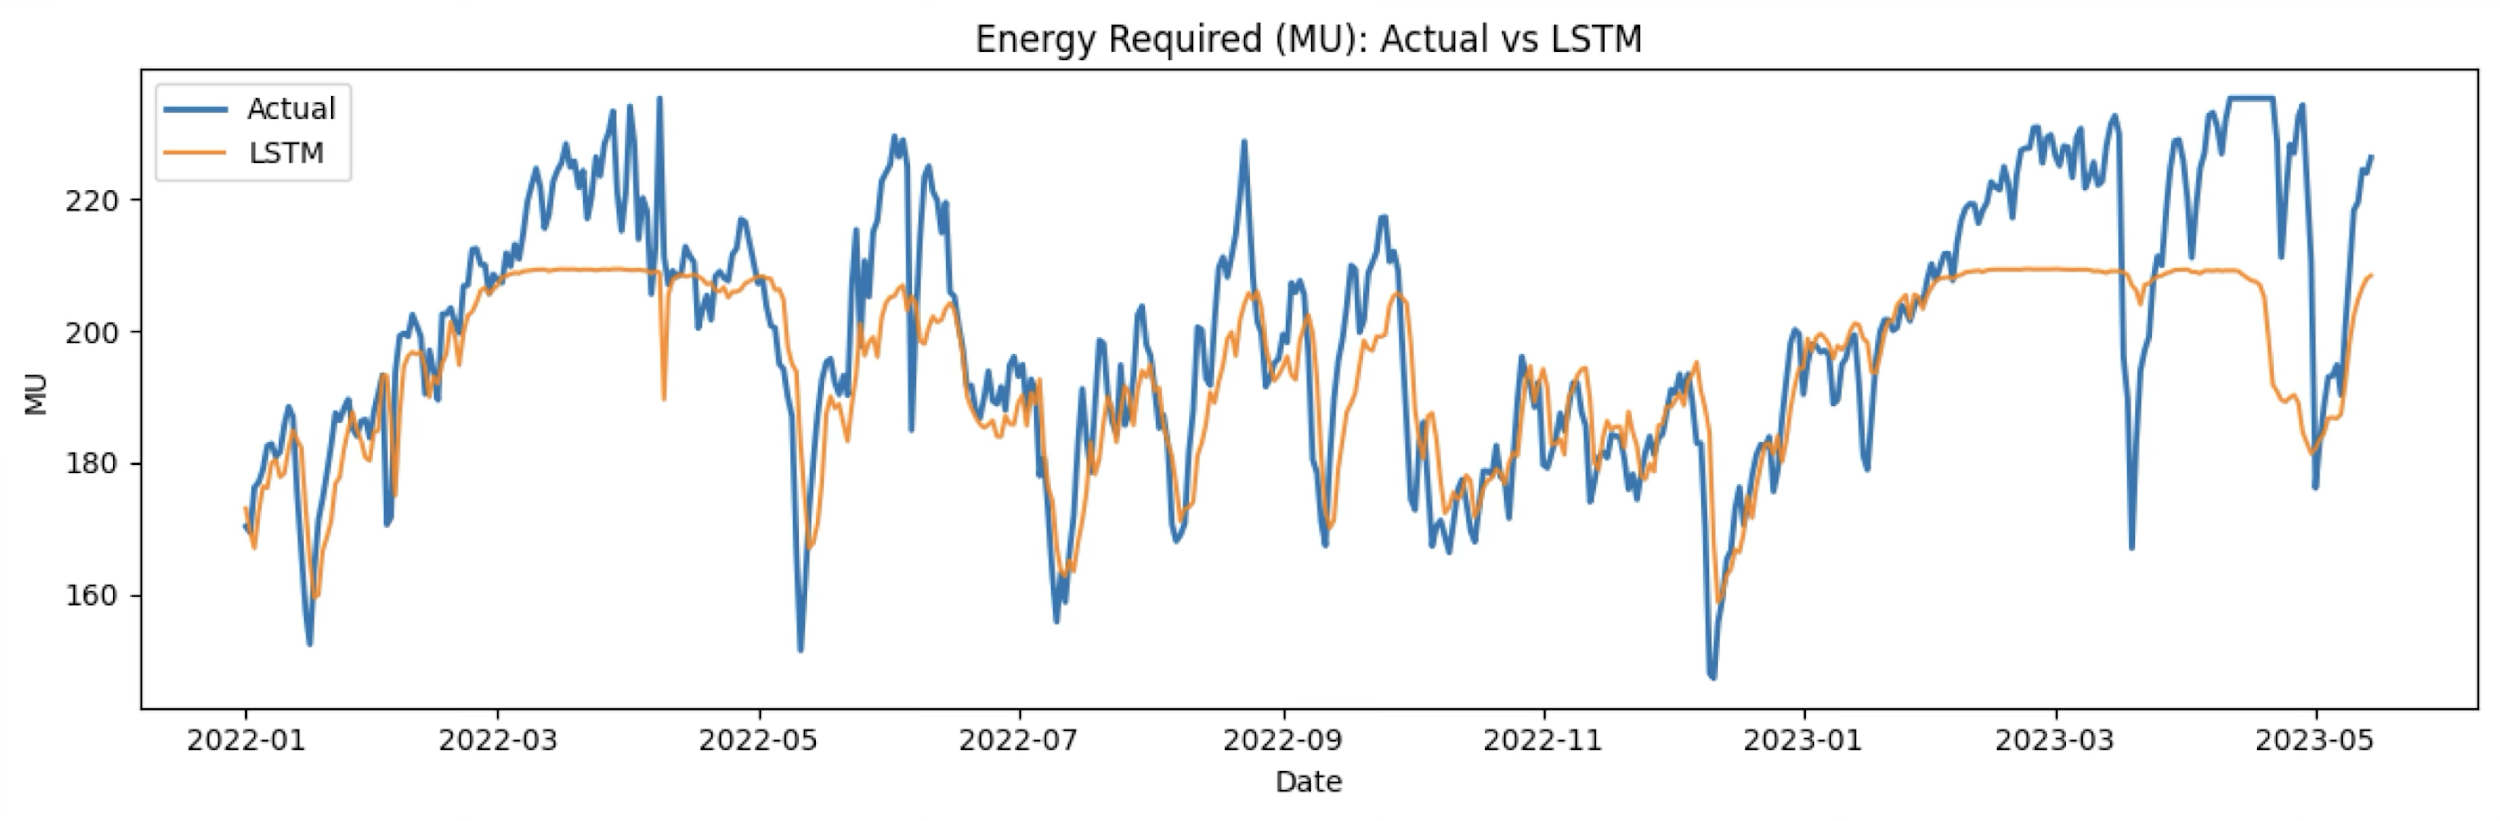 Energy Required (MU): Actual vs LSTM
Actual
LSTM
220
200
180
160
MU
2022-01 2022-03 2022-05 2022-07 2022-09 2022-11 2023-01 2023-03 2023-05
Date